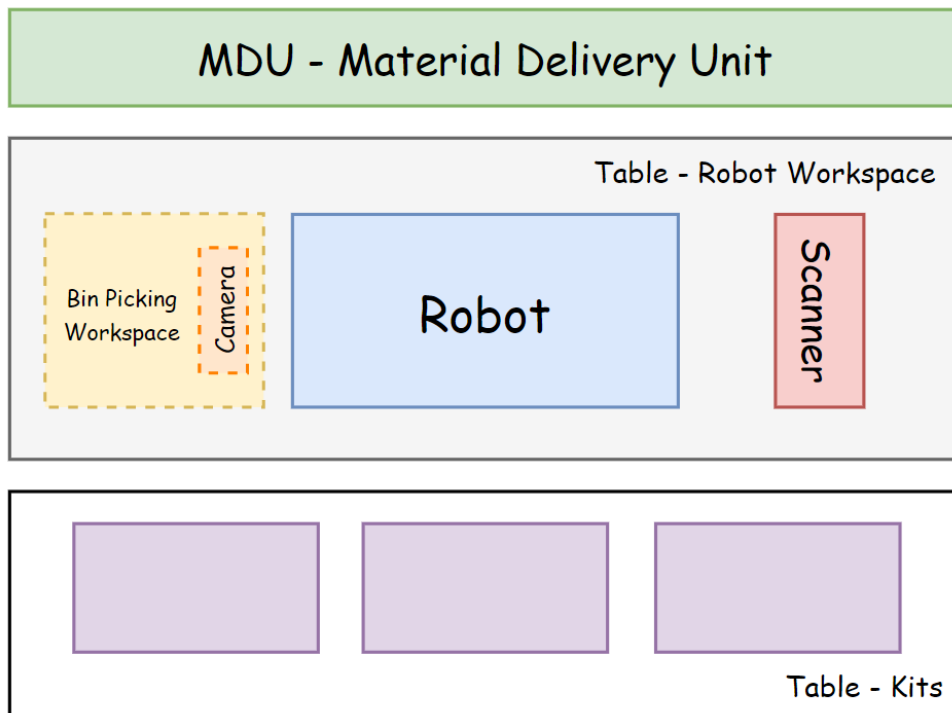 MDU - Material Delivery Unit
Table - Robot Workspace
Bin Picking
Workspace
Camera
Robot
Scanner
Table - Kits